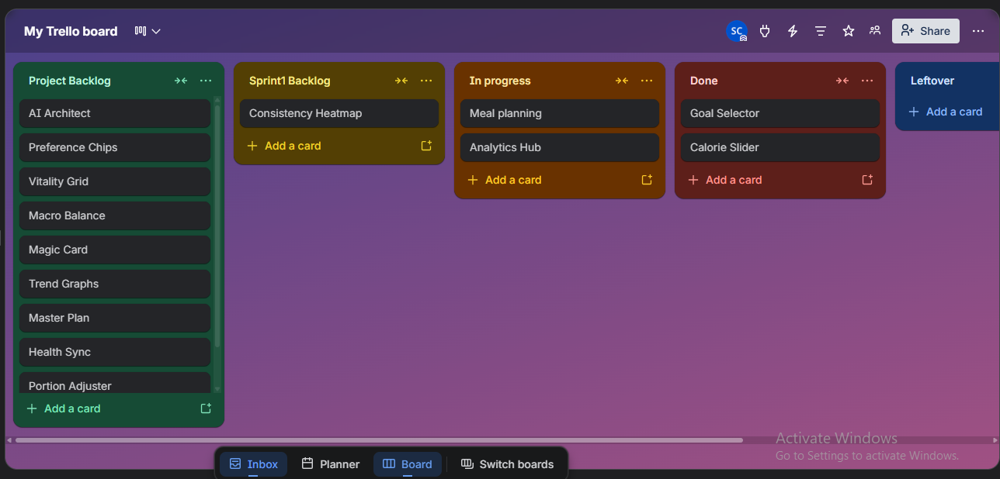 My Trello board
SC
Share
Project Backlog
AI Architect
Preference Chips
Vitality Grid
Macro Balance
Magic Card
Trend Graphs
Master Plan
Health Sync
Portion Adjuster
Add a card
Sprint1 Backlog
Consistency Heatmap
Add a card
In progress
Meal planning
Analytics Hub
Add a card
Done
Goal Selector
Calorie Slider
Add a card
Leftover
Add a card
Activate Windows
Go to Settings to activate Windows.
Inbox
Planner
Board
Switch boards